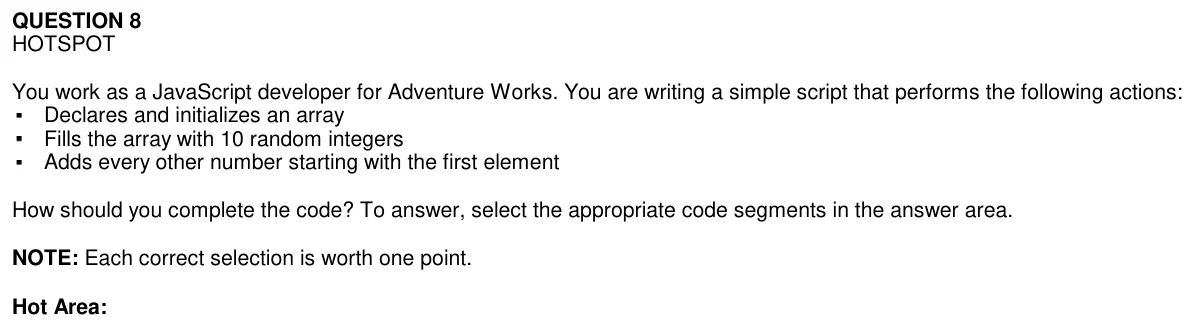 QUESTION 8
HOTSPOT
You work as a JavaScript developer for Adventure Works. You are writing a simple script that performs the following actions:
▪ Declares and initializes an array
▪ Fills the array with 10 random integers
▪ Adds every other number starting with the first element
How should you complete the code? To answer, select the appropriate code segments in the answer area.
NOTE: Each correct selection is worth one point.
Hot Area: